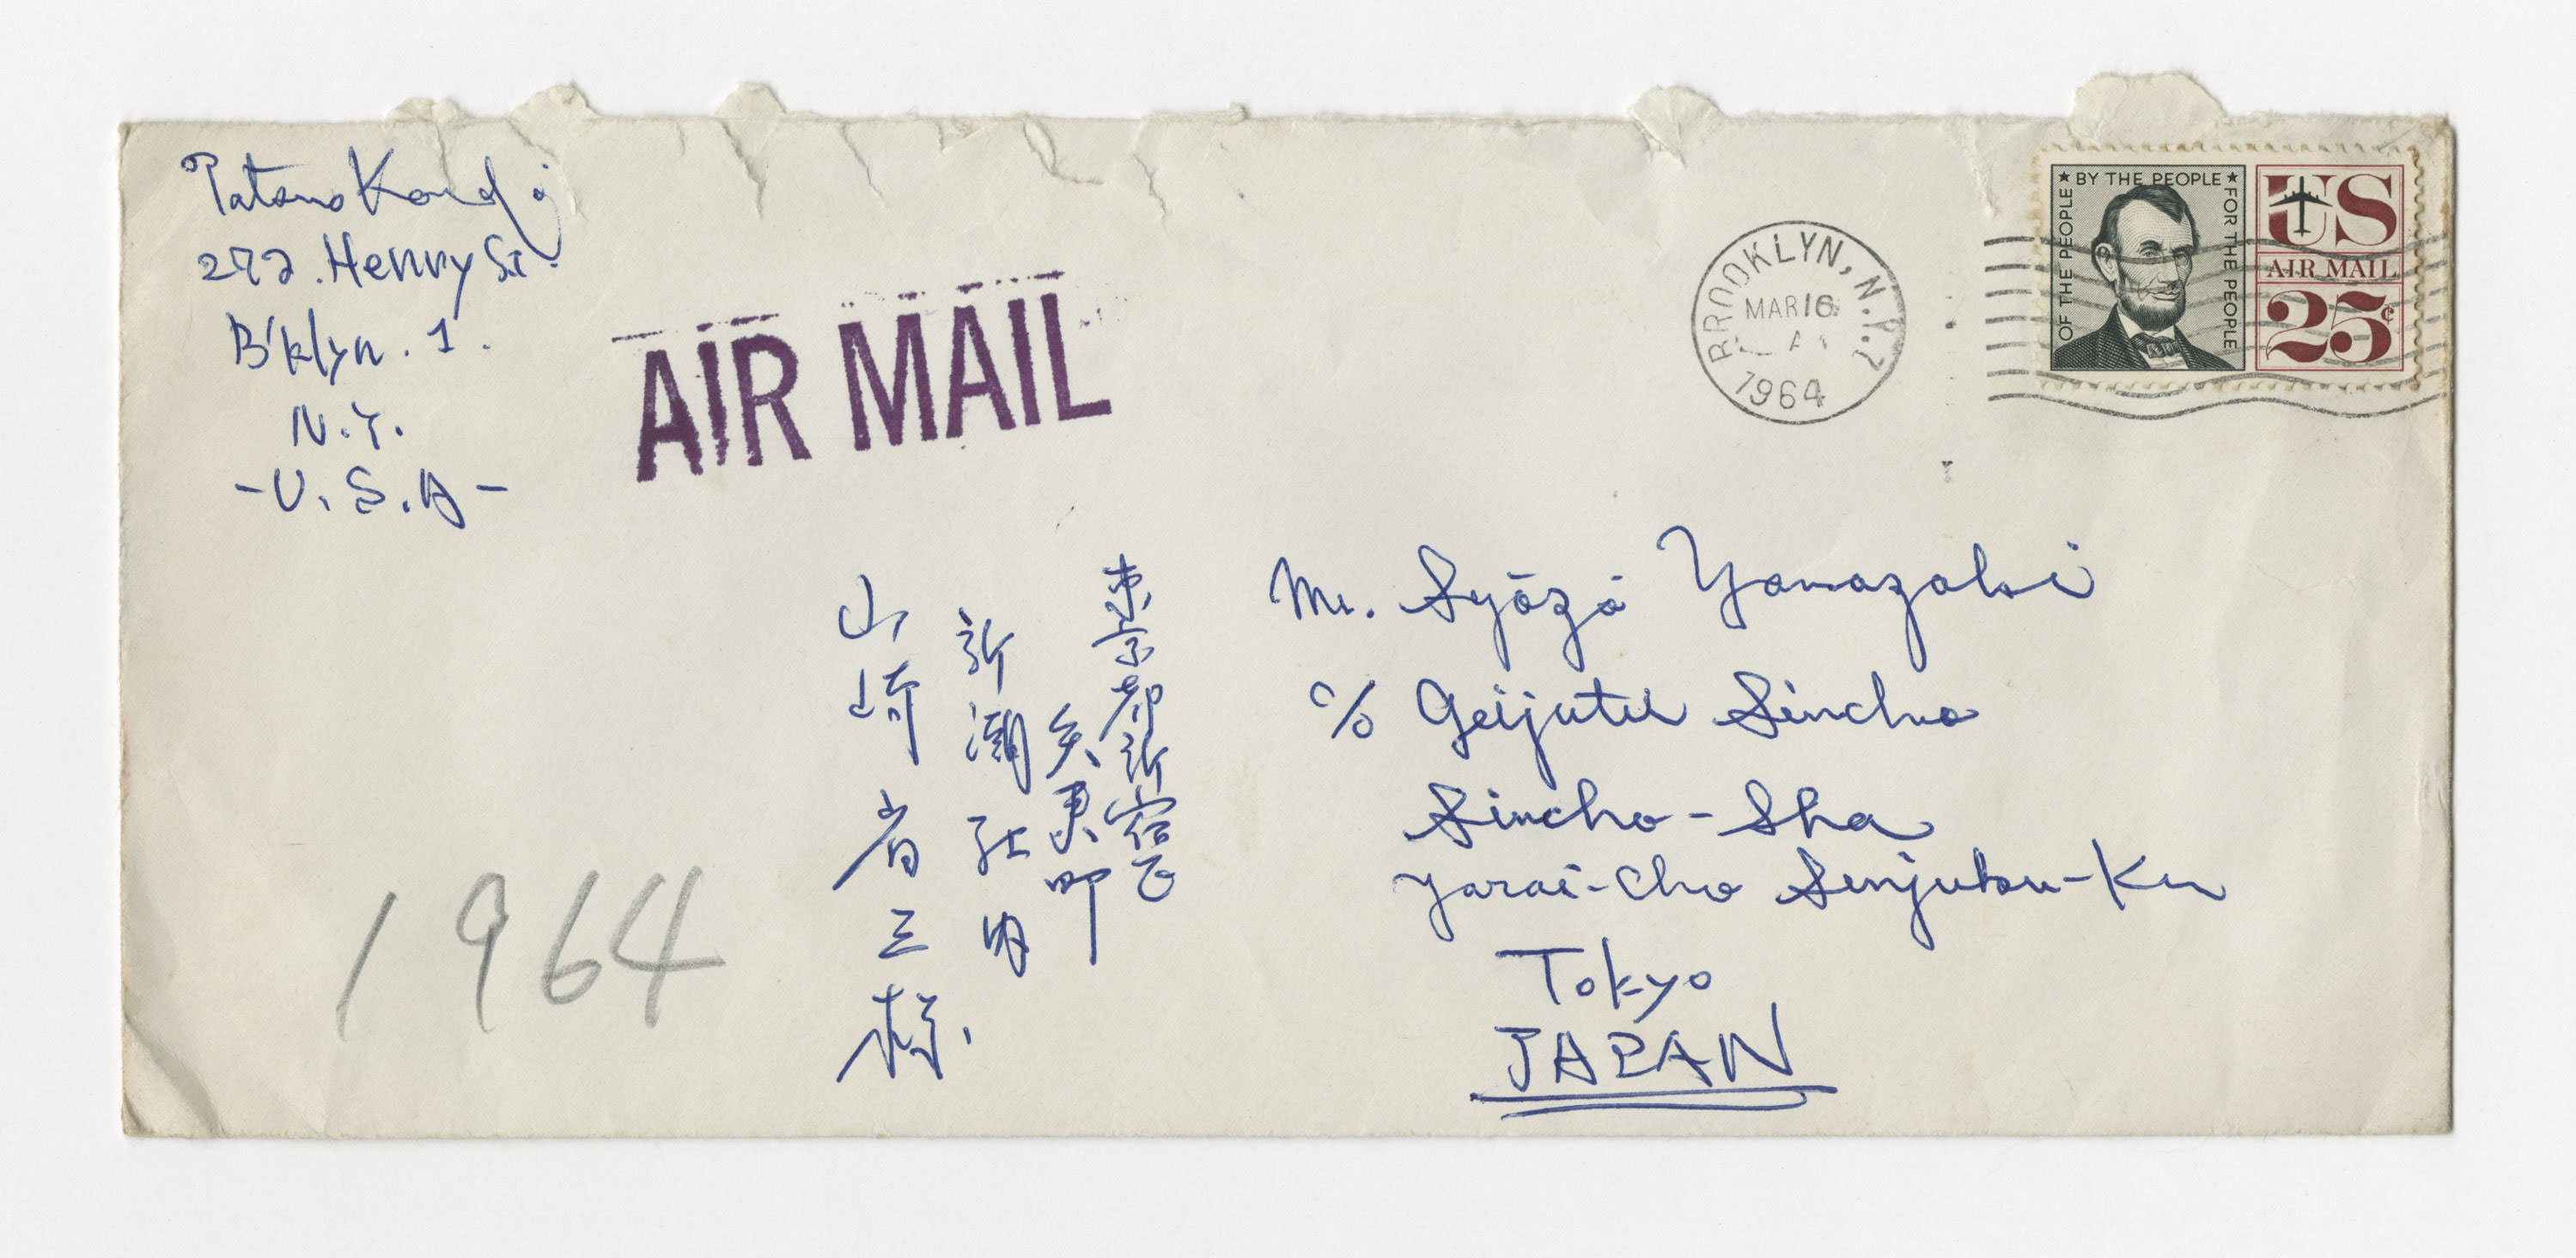 Tatsuo Kondo
272. Henry St.
B'klyn. 1.
N.Y.
-U.S.A-
AIR MAIL
BROOKLYN, N.Y. 7
MAR 16
1964
OF THE PEOPLE ★ BY THE PEOPLE ★ FOR THE PEOPLE
US
AIR MAIL
25¢
Mr. Syōzō Yamazaki
c/o Geijutu Sincho
Sincho-Sha
Yarai-Cho Sinjuku-Ku
Tokyo
JAPAN
東京都新宿区
矢来町
新潮社内
山崎省三様
1964